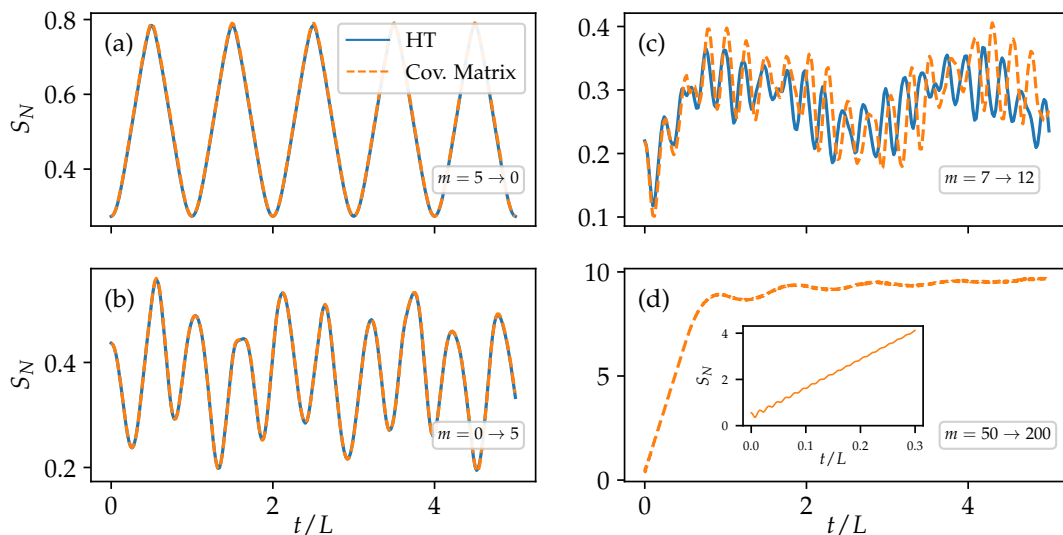 (a)
HT
Cov. Matrix
S_N
0.8
0.6
0.4
m = 5 → 0
(c)
0.4
0.3
0.2
0.1
m = 7 → 12
(b)
S_N
0.4
0.2
m = 0 → 5
0 2 4
t/L
(d)
10
5
0
S_N
4
2
0
0.0 0.1 0.2 0.3
t/L
m = 50 → 200
0 2 4
t/L